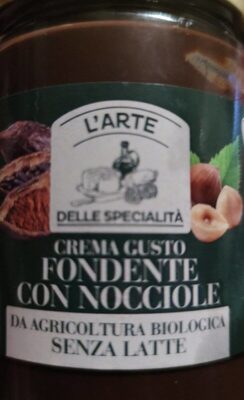 L'ARTE
DELLE SPECIALITÀ
CREMA GUSTO
FONDENTE
CON NOCCIOLE
DA AGRICOLTURA BIOLOGICA
SENZA LATTE